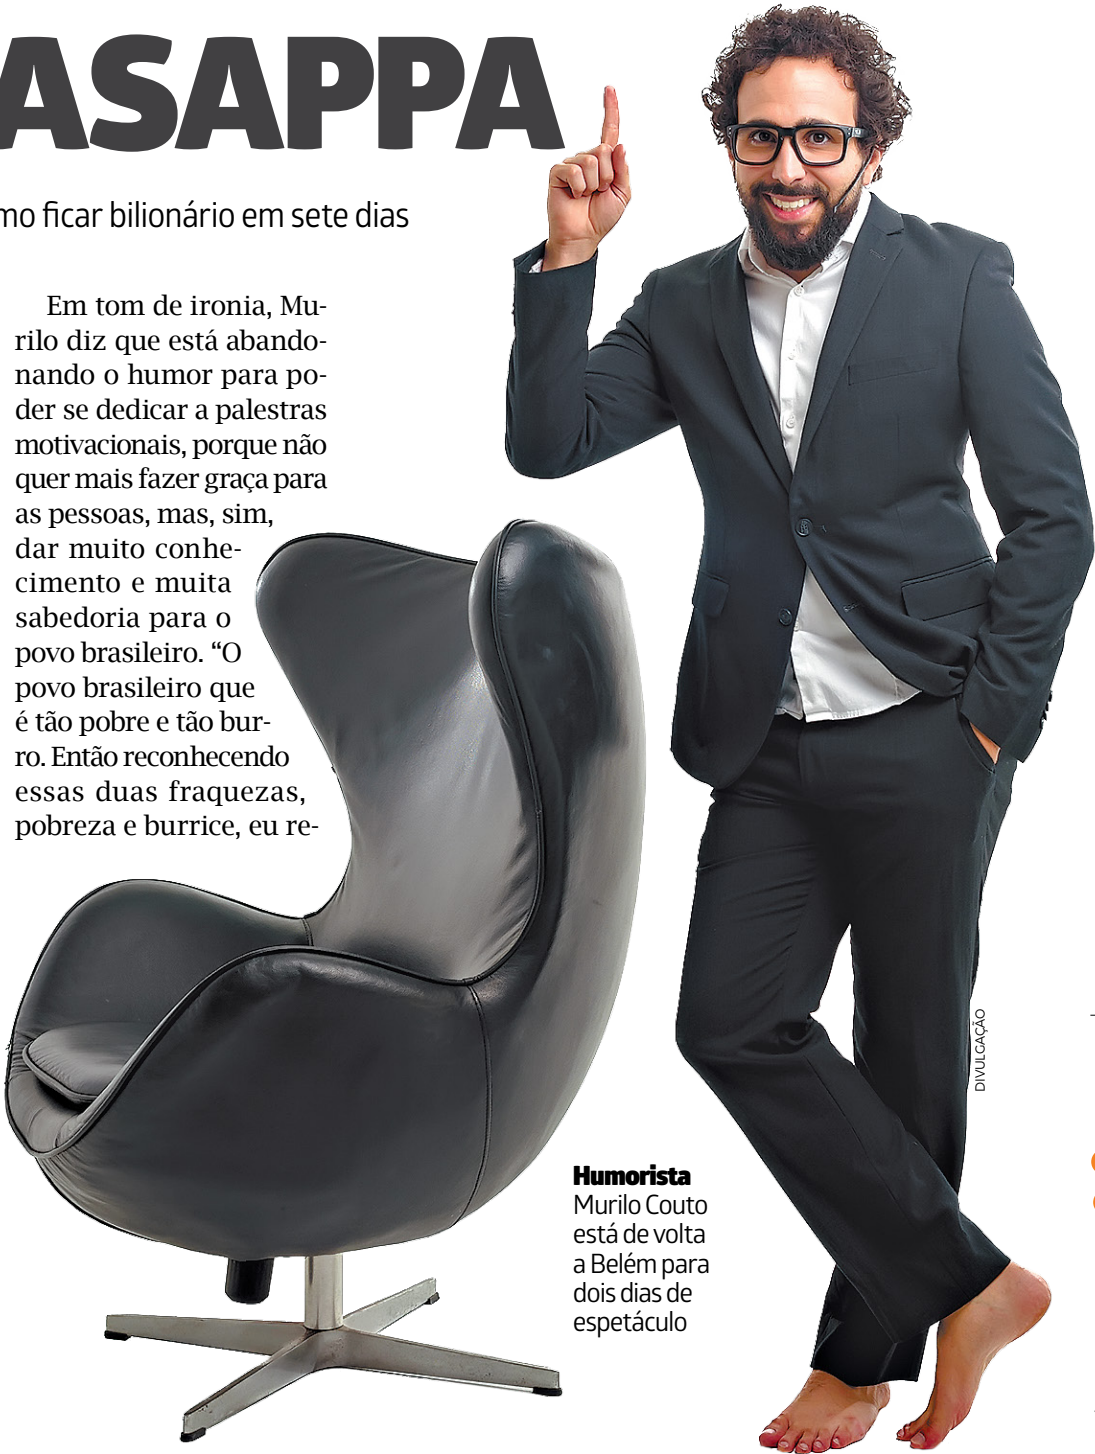 ASAPPA
mo ficar bilionário em sete dias
Em tom de ironia, Mu-
rilo diz que está abando-
nando o humor para po-
der se dedicar a palestras
motivacionais, porque não
quer mais fazer graça para
as pessoas, mas, sim,
dar muito conhe-
cimento e muita
sabedoria para o
povo brasileiro. “O
povo brasileiro que
é tão pobre e tão bur-
ro. Então reconhecendo
essas duas fraquezas,
pobreza e burrice, eu re-
DIVULGAÇÃO
Humorista
Murilo Couto
está de volta
a Belém para
dois dias de
espetáculo